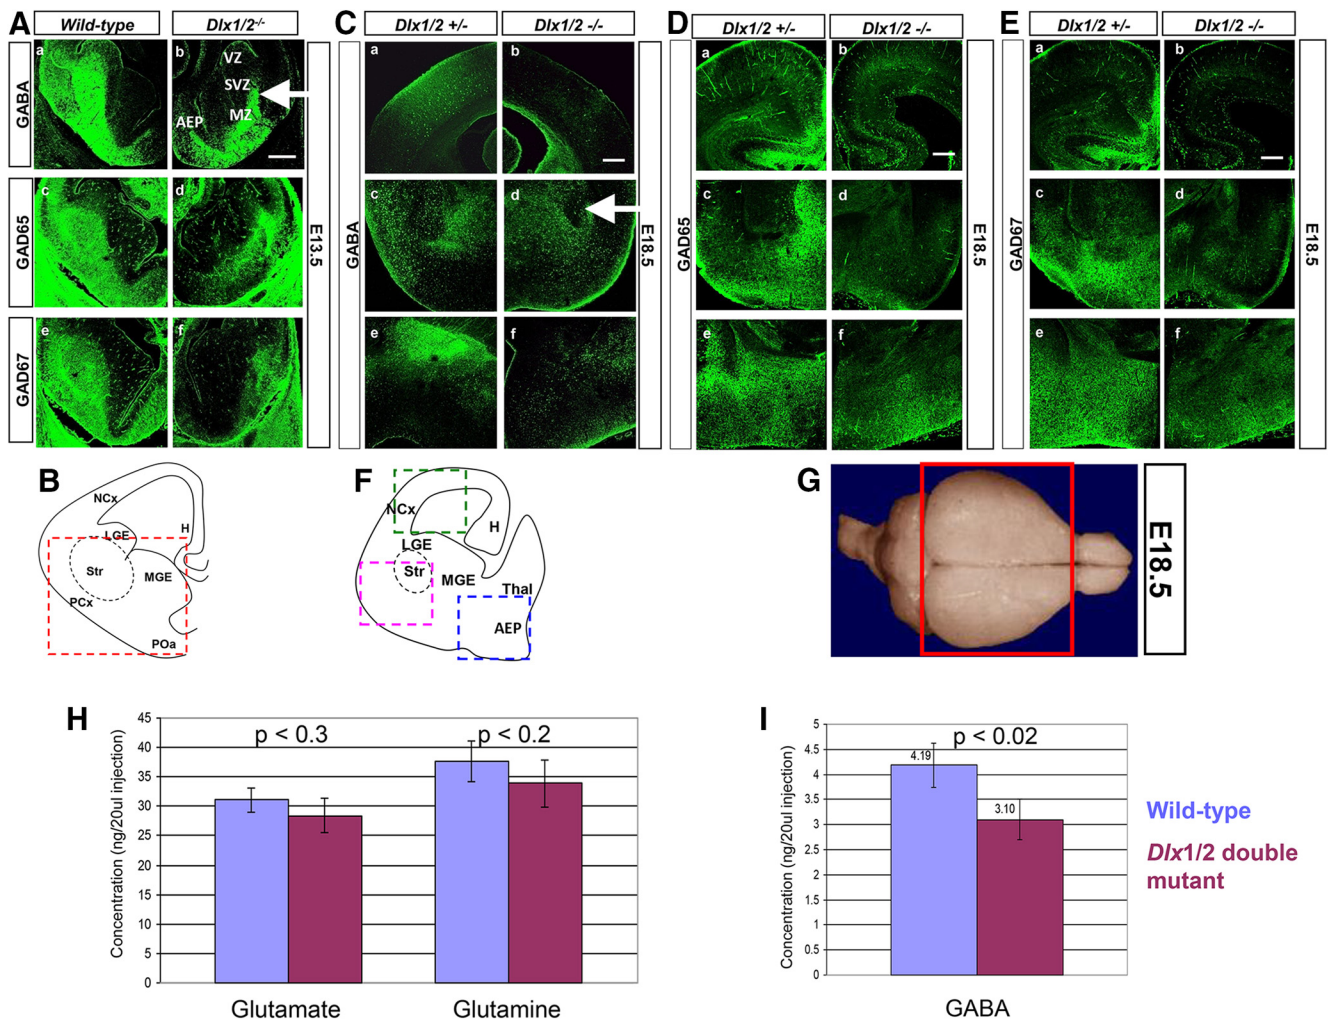 A
Wild-type
Dlx1/2-/-
GABA
a
b
VZ
SVZ
MZ
AEP
GAD65
c
d
E13.5
GAD67
e
f
C
Dlx1/2 +/-
Dlx1/2 -/-
a
b
GABA
c
d
E18.5
e
f
D
Dlx1/2 +/-
Dlx1/2 -/-
a
b
GAD65
c
d
E18.5
e
f
E
Dlx1/2 +/-
Dlx1/2 -/-
a
b
GAD67
c
d
E18.5
e
f
B
NCx
H
LGE
Str
MGE
PCx
POa
F
NCx
H
LGE
Str
MGE
Thal
AEP
G
E18.5
H
Concentration (ng/20ul injection)
45
40
35
30
25
20
15
10
5
0
p < 0.3
p < 0.2
Glutamate
Glutamine
I
Concentration (ng/20ul injection)
5
4.5
4
3.5
3
2.5
2
1.5
1
0.5
0
p < 0.02
4.19
3.10
GABA
Wild-type
Dlx1/2 double
mutant